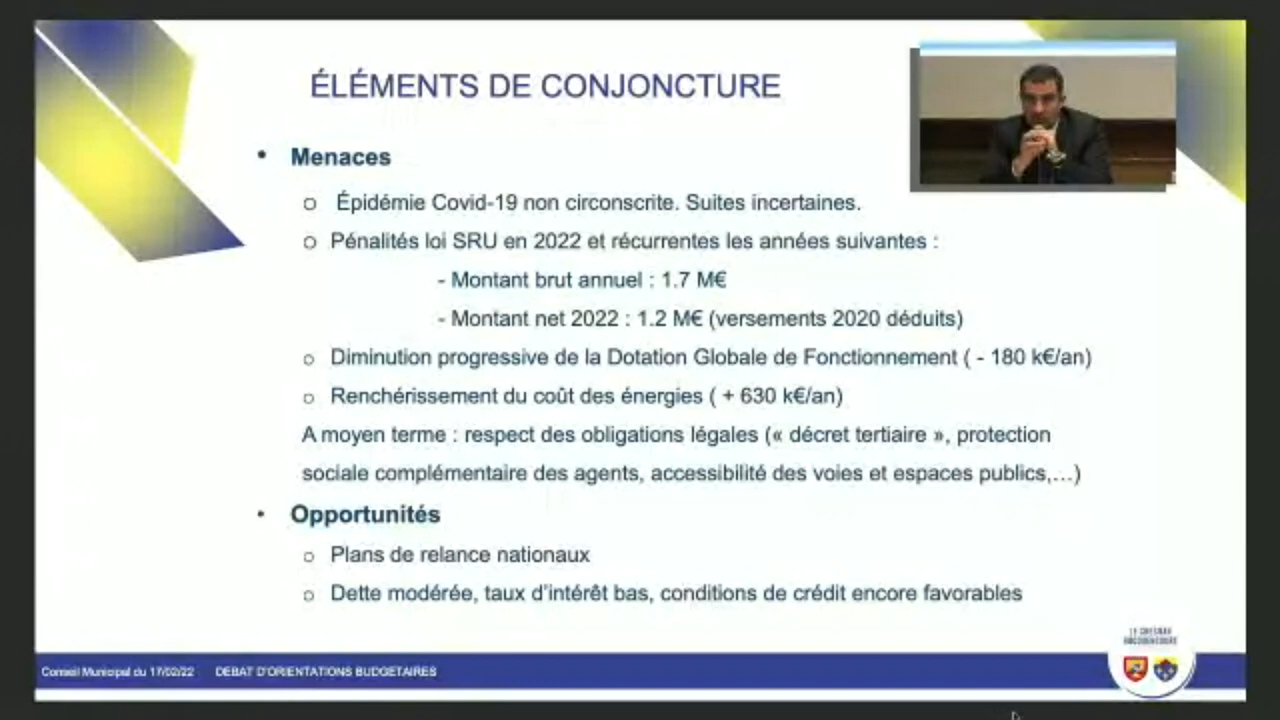 ÉLÉMENTS DE CONJONCTURE
• Menaces
o Épidémie Covid-19 non circonscrite. Suites incertaines.
o Pénalités loi SRU en 2022 et récurrentes les années suivantes :
- Montant brut annuel : 1.7 M€
- Montant net 2022 : 1.2 M€ (versements 2020 déduits)
o Diminution progressive de la Dotation Globale de Fonctionnement ( - 180 k€/an)
o Renchérissement du coût des énergies ( + 630 k€/an)
A moyen terme : respect des obligations légales (« décret tertiaire », protection
sociale complémentaire des agents, accessibilité des voies et espaces publics,...)
• Opportunités
o Plans de relance nationaux
o Dette modérée, taux d'intérêt bas, conditions de crédit encore favorables
LE CHESNAY
ROCQUENCOURT
Conseil Municipal du 17/02/22 DEBAT D'ORIENTATIONS BUDGETAIRES